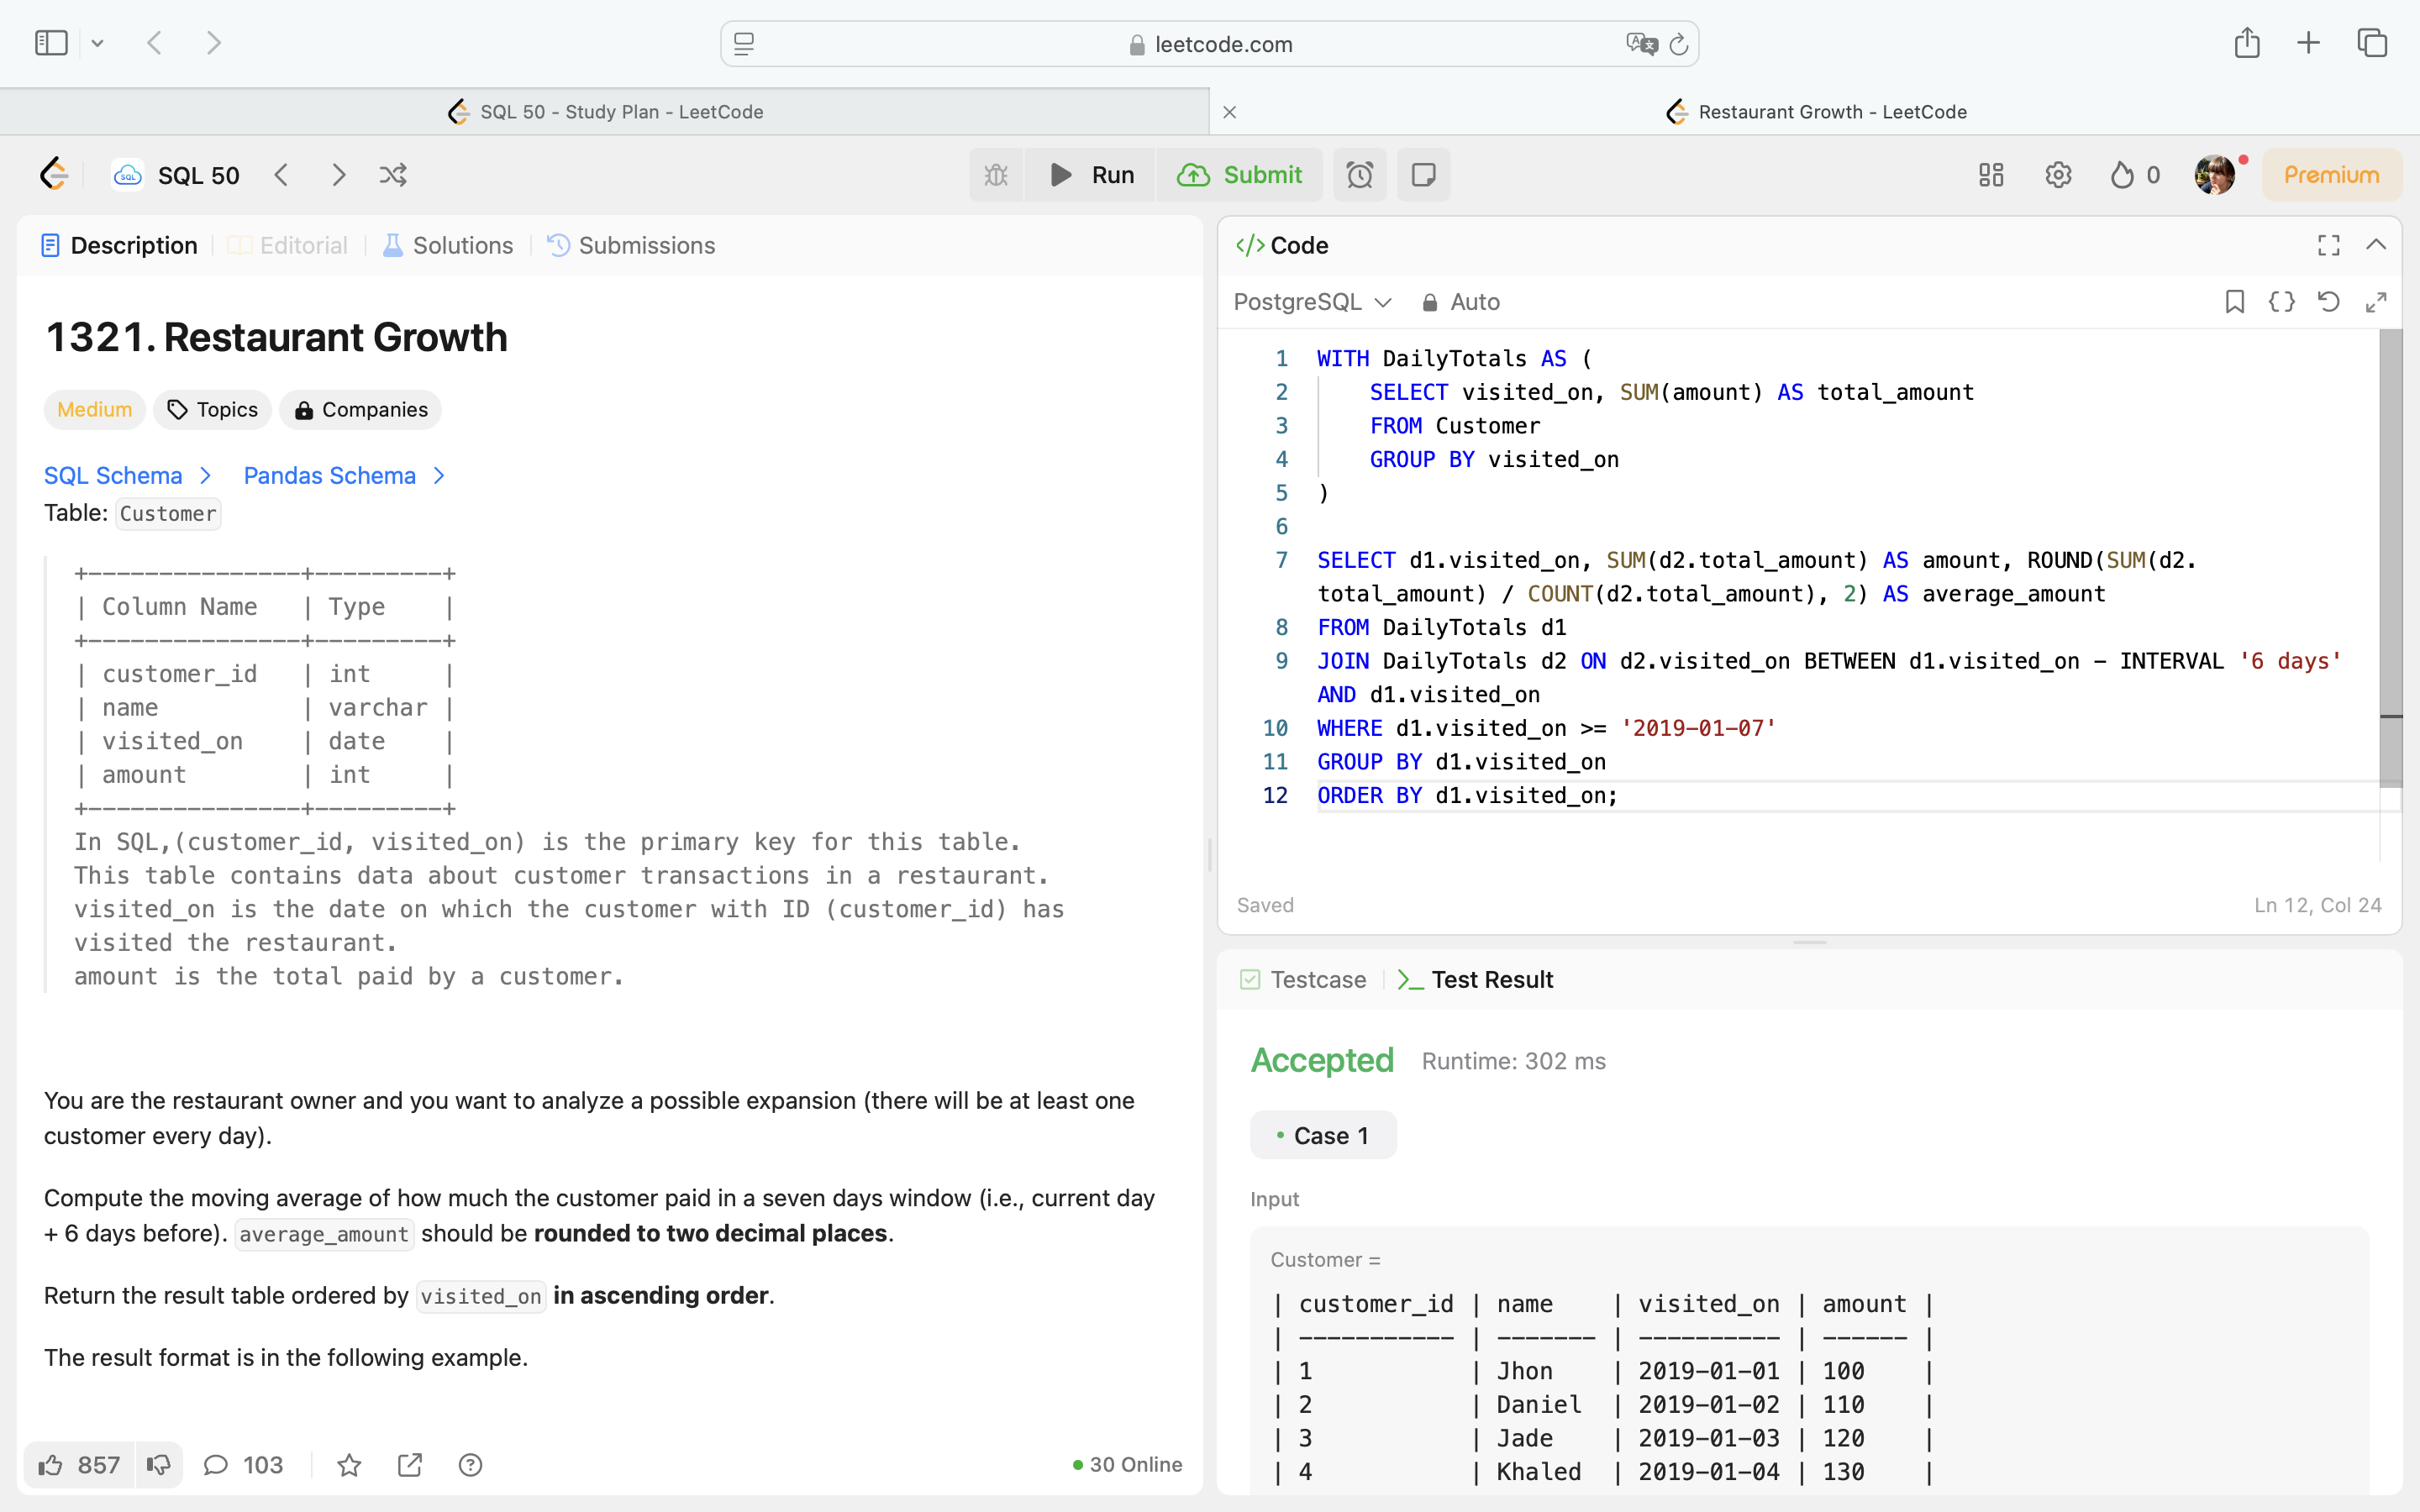 leetcode.com
SQL 50 - Study Plan - LeetCode
Restaurant Growth - LeetCode
SQL 50
Run
Submit
0
Premium
Description
Editorial
Solutions
Submissions
1321. Restaurant Growth
Medium
Topics
Companies
SQL Schema
Pandas Schema
Table: Customer
+---------------+---------+
| Column Name   | Type    |
+---------------+---------+
| customer_id   | int     |
| name          | varchar |
| visited_on    | date    |
| amount        | int     |
+---------------+---------+
In SQL,(customer_id, visited_on) is the primary key for this table.
This table contains data about customer transactions in a restaurant.
visited_on is the date on which the customer with ID (customer_id) has
visited the restaurant.
amount is the total paid by a customer.
You are the restaurant owner and you want to analyze a possible expansion (there will be at least one
customer every day).
Compute the moving average of how much the customer paid in a seven days window (i.e., current day
+ 6 days before). average_amount should be rounded to two decimal places.
Return the result table ordered by visited_on in ascending order.
The result format is in the following example.
857
103
30 Online
Code
PostgreSQL
Auto
1 WITH DailyTotals AS (
2     SELECT visited_on, SUM(amount) AS total_amount
3     FROM Customer
4     GROUP BY visited_on
5 )
6
7 SELECT d1.visited_on, SUM(d2.total_amount) AS amount, ROUND(SUM(d2.
total_amount) / COUNT(d2.total_amount), 2) AS average_amount
8 FROM DailyTotals d1
9 JOIN DailyTotals d2 ON d2.visited_on BETWEEN d1.visited_on - INTERVAL '6 days'
AND d1.visited_on
10 WHERE d1.visited_on >= '2019-01-07'
11 GROUP BY d1.visited_on
12 ORDER BY d1.visited_on;
Saved
Ln 12, Col 24
Testcase
Test Result
Accepted
Runtime: 302 ms
Case 1
Input
Customer =
| customer_id | name    | visited_on | amount |
| ----------- | ------- | ---------- | ------ |
| 1           | Jhon    | 2019-01-01 | 100    |
| 2           | Daniel  | 2019-01-02 | 110    |
| 3           | Jade    | 2019-01-03 | 120    |
| 4           | Khaled  | 2019-01-04 | 130    |